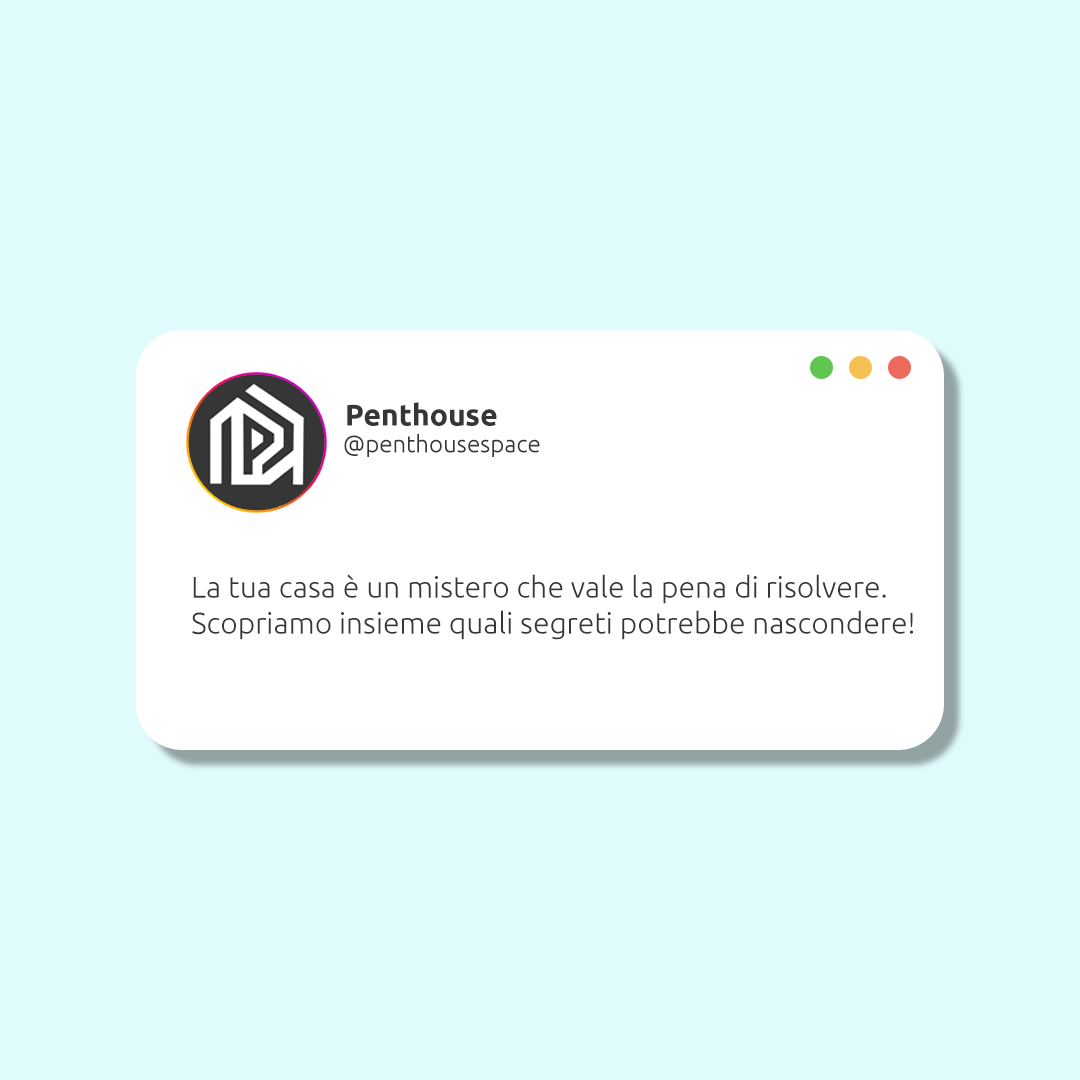 Penthouse
@penthousespace
La tua casa è un mistero che vale la pena di risolvere.
Scopriamo insieme quali segreti potrebbe nascondere!